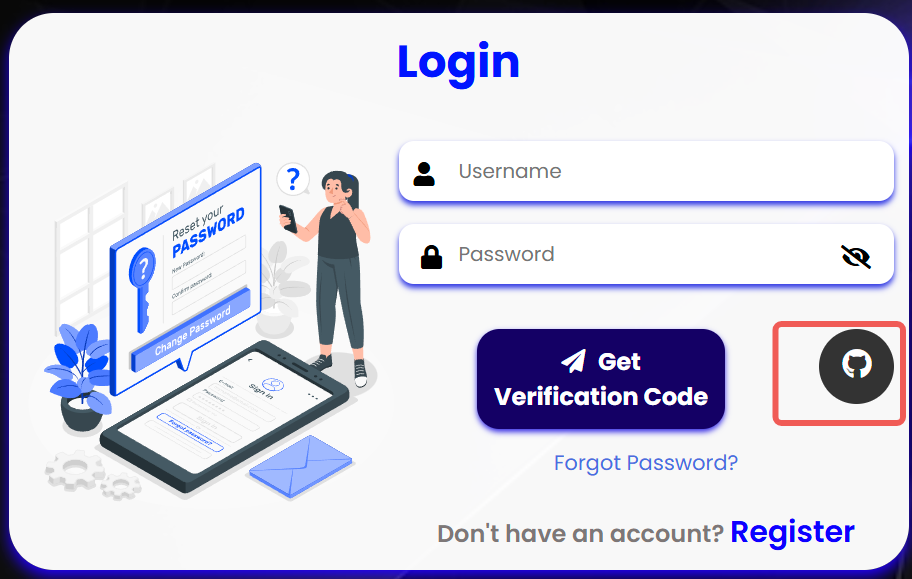 Login
Username
Password
Get
Verification Code
Forgot Password?
Don't have an account? Register
?
Reset your
PASSWORD
New Password
Confirm password
Change Password
?
E-mail
Sign in
Password
Forgot password?